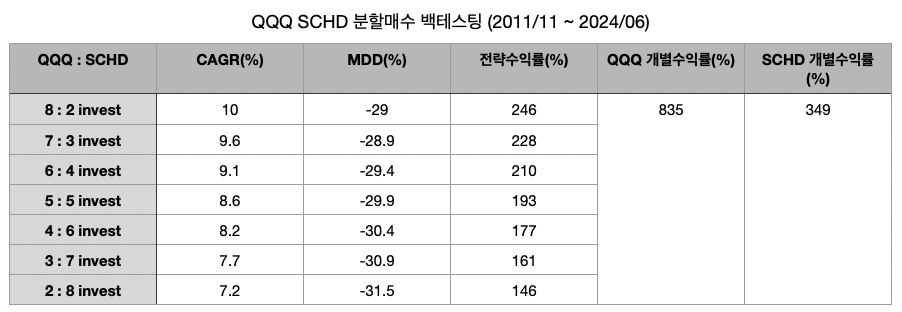 QQQ SCHD 분할매수 백테스팅 (2011/11 ~ 2024/06)
QQQ : SCHD CAGR(%) MDD(%) 전략수익률(%) QQQ 개별수익률(%) SCHD 개별수익률
(%)
8 : 2 invest 10 -29 246 835 349
7 : 3 invest 9.6 -28.9 228
6 : 4 invest 9.1 -29.4 210
5 : 5 invest 8.6 -29.9 193
4 : 6 invest 8.2 -30.4 177
3 : 7 invest 7.7 -30.9 161
2 : 8 invest 7.2 -31.5 146